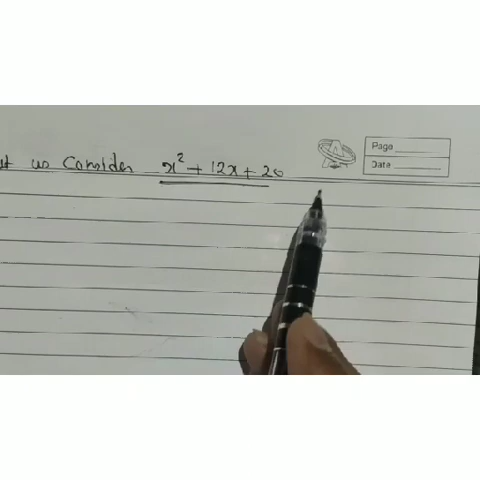 us Consider x² + 12x + 20
Page
Date